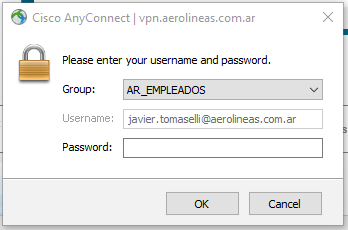 Cisco AnyConnect | vpn.aerolineas.com.ar
Please enter your username and password.
Group: AR_EMPLEADOS
Username: javier.tomaselli@aerolineas.com.ar
Password:
OK Cancel